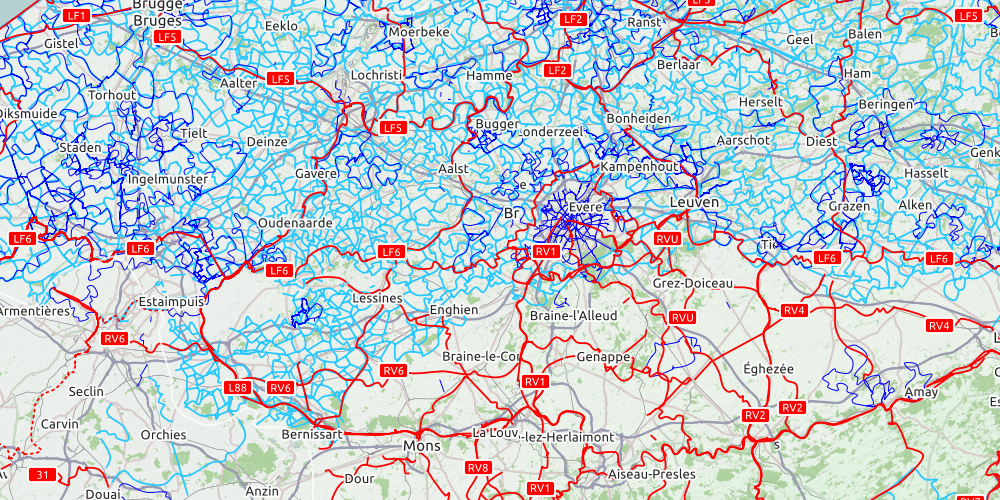 Brugge
Bruges
LF1
LF5
Gistel
Eeklo
Moerbeke
LF2
Ranst
LF5
Geel
Balen
LF5
Aalter
Lochristi
Hamme
LF2
Berlaar
Ham
Torhout
Diksmuide
Herselt
Beringen
Tielt
Deinze
LF5
Bugger
onderzeel
Bonheiden
Aarschot
Diest
Staden
Genk
Ingelmunster
Gavere
Aalst
Kampenhout
Hasselt
Br
Evere
Leuven
Grazen
Alken
Oudenaarde
LF6
LF6
LF6
LF6
RV1
RVU
LF6
LF6
Armentières
Estaimpuis
Lessines
Enghien
Braine-l'Alleud
Grez-Doiceau
RVU
RV4
RV4
RV6
Braine-le-Co
Genappe
Éghezée
RV6
L88
RV6
RV1
Seclin
Amay
RV2
RV2
Carvin
Orchies
Bernissart
Mons
La Louv
-lez-Herlaimont
31
RV8
RV1
Aiseau-Presles
Douai
Anzin
Dour